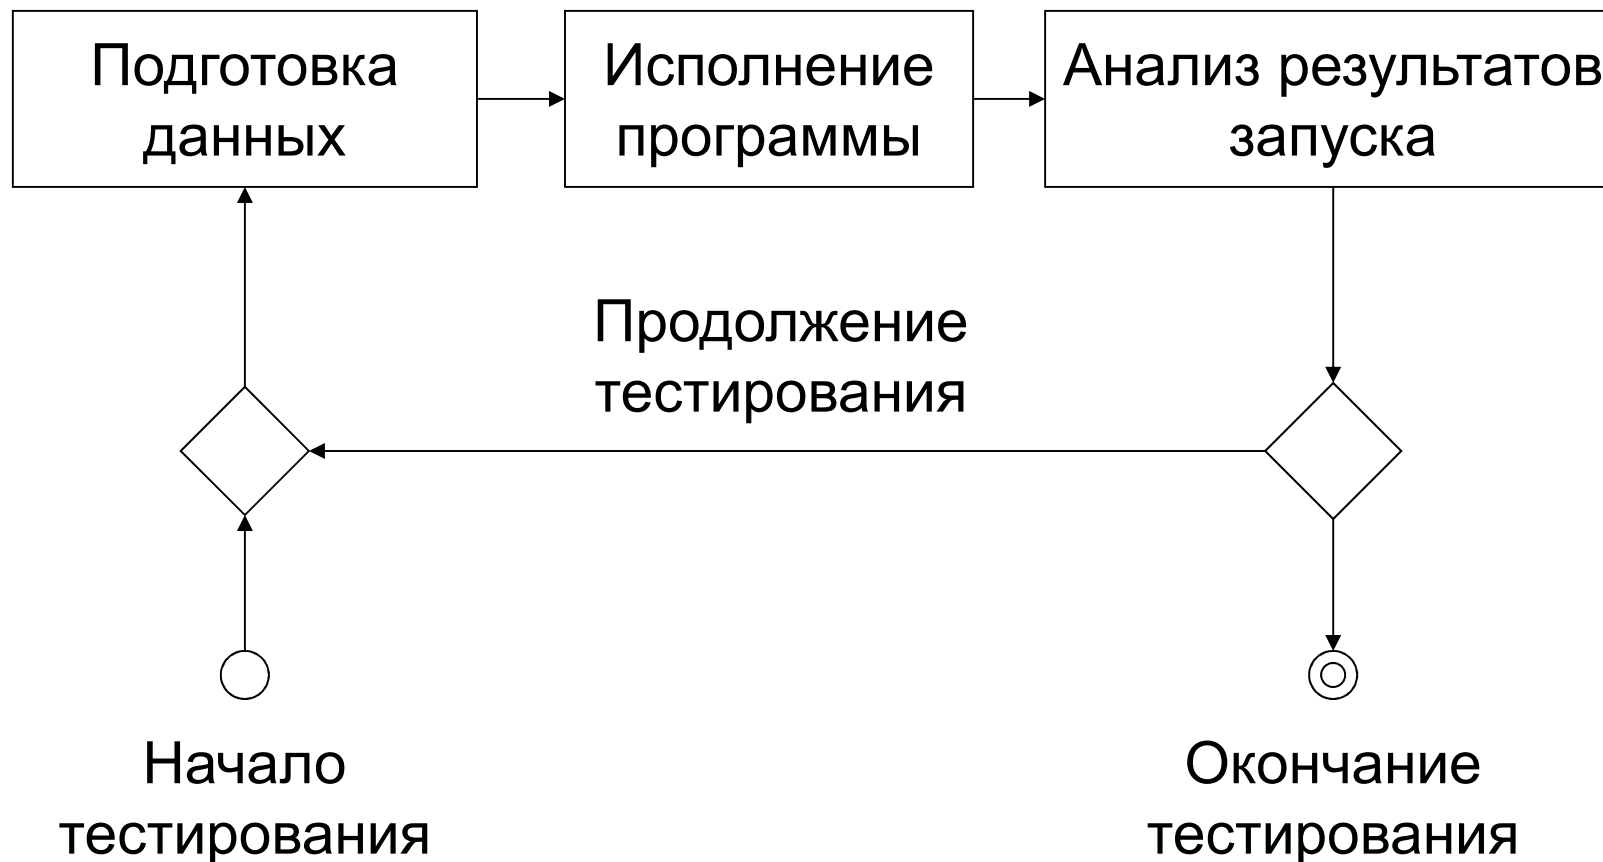 Подготовка
данных
Исполнение
программы
Анализ результатов
запуска
Продолжение
тестирования
Начало
тестирования
Окончание
тестирования